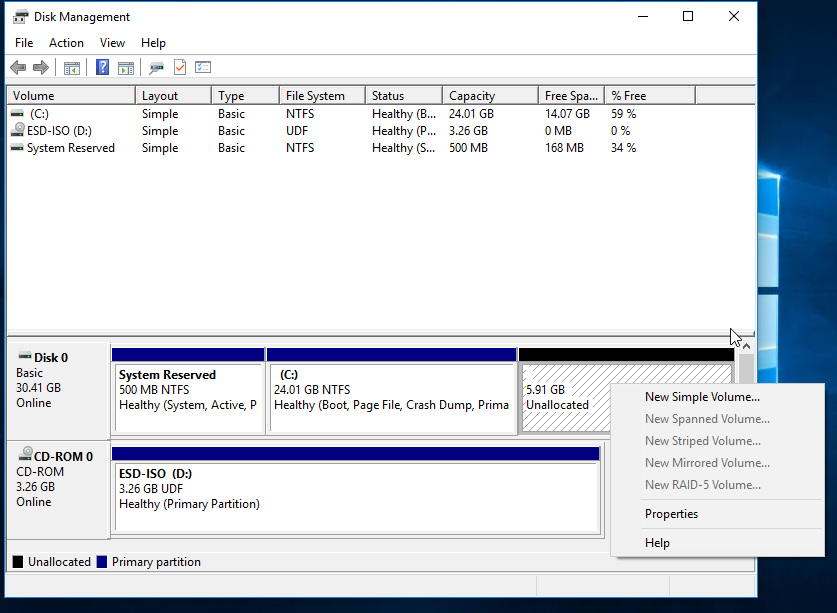 Disk Management
File Action View Help
Volume Layout Type File System Status Capacity Free Spa... % Free
(C:) Simple Basic NTFS Healthy (B... 24.01 GB 14.07 GB 59 %
ESD-ISO (D:) Simple Basic UDF Healthy (P... 3.26 GB 0 MB 0 %
System Reserved Simple Basic NTFS Healthy (S... 500 MB 168 MB 34 %
Disk 0
Basic
30.41 GB
Online
System Reserved
500 MB NTFS
Healthy (System, Active, P
(C:)
24.01 GB NTFS
Healthy (Boot, Page File, Crash Dump, Prima
5.91 GB
Unallocated
New Simple Volume...
New Spanned Volume...
New Striped Volume...
New Mirrored Volume...
New RAID-5 Volume...
Properties
Help
CD-ROM 0
CD-ROM
3.26 GB
Online
ESD-ISO (D:)
3.26 GB UDF
Healthy (Primary Partition)
Unallocated Primary partition